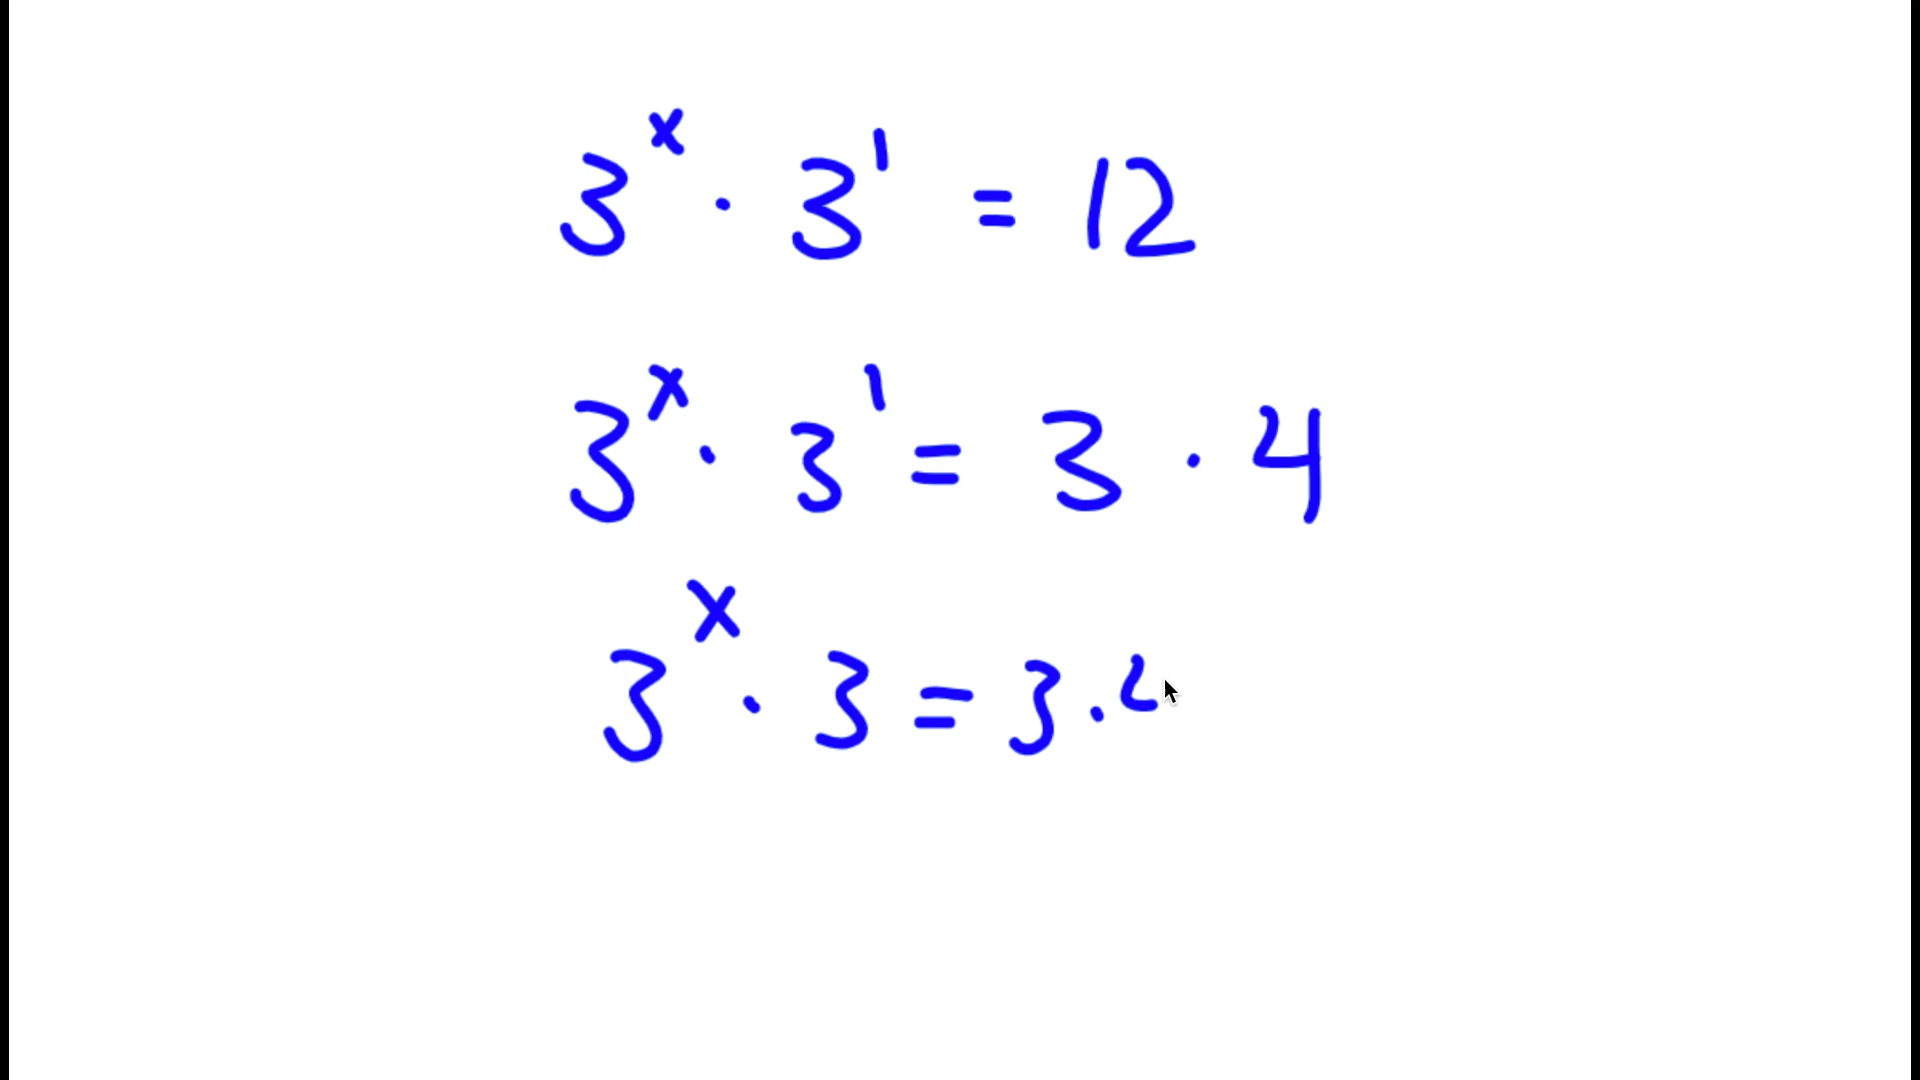 3^x · 3^1 = 12
3^x · 3^1 = 3 · 4
3^x · 3 = 3 ·